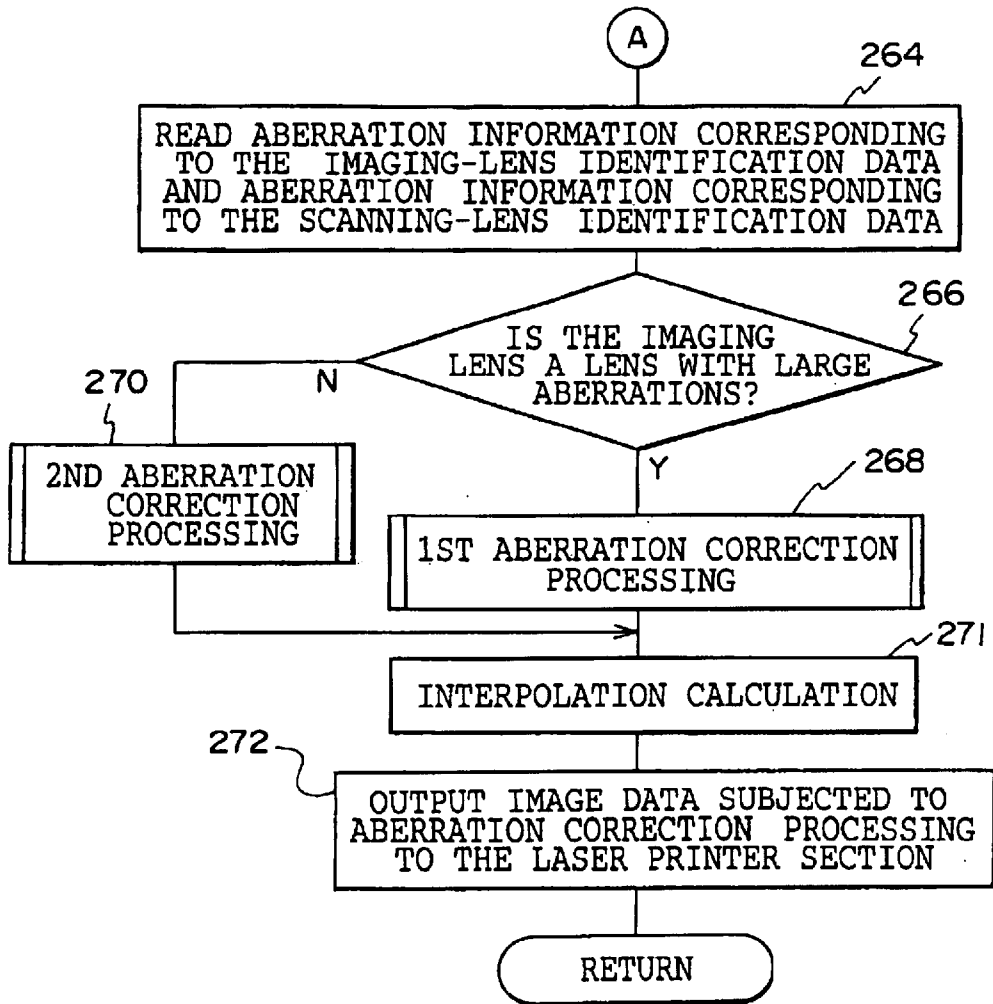 A
264
READ ABERRATION INFORMATION CORRESPONDING
TO THE IMAGING-LENS IDENTIFICATION DATA
AND ABERRATION INFORMATION CORRESPONDING
TO THE SCANNING-LENS IDENTIFICATION DATA
266
IS THE IMAGING
LENS A LENS WITH LARGE
ABERRATIONS?
N
270
Y
2ND ABERRATION
CORRECTION
PROCESSING
268
1ST ABERRATION CORRECTION
PROCESSING
271
INTERPOLATION CALCULATION
272
OUTPUT IMAGE DATA SUBJECTED TO
ABERRATION CORRECTION PROCESSING
TO THE LASER PRINTER SECTION
RETURN